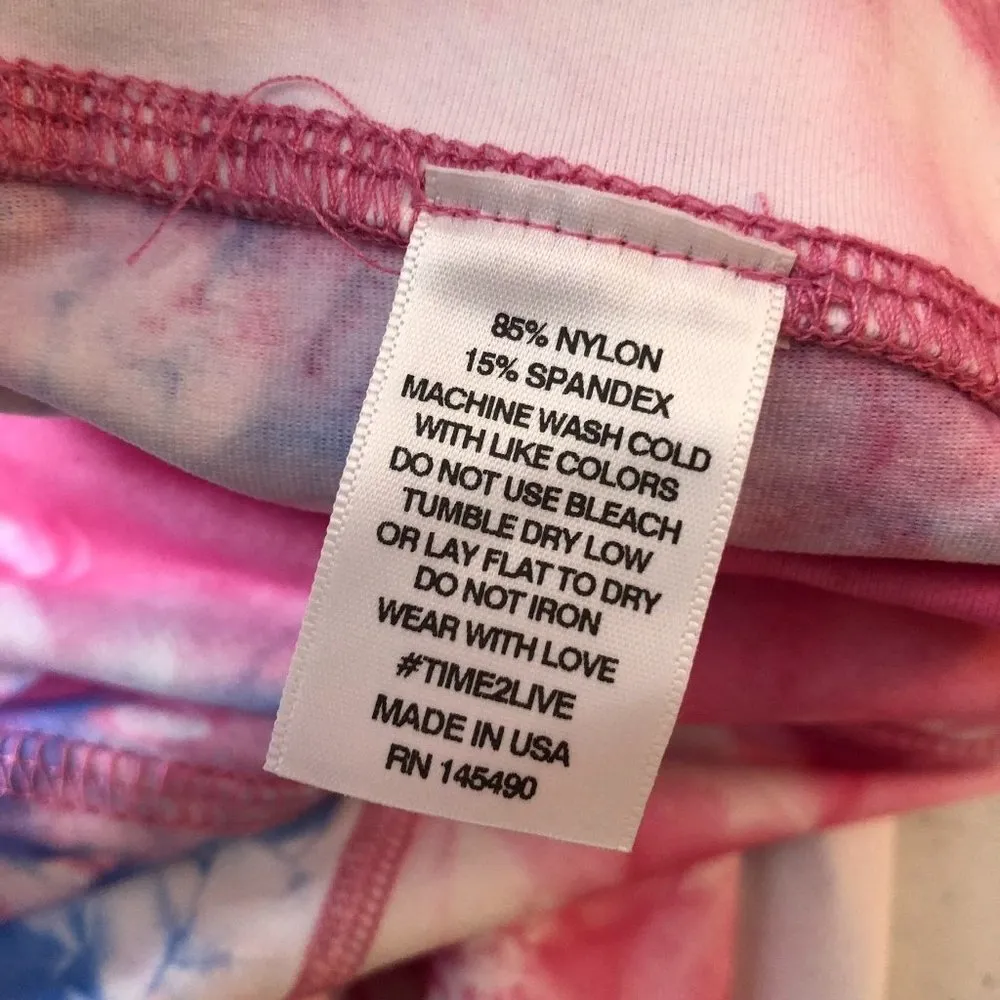 85% NYLON
15% SPANDEX
MACHINE WASH COLD
WITH LIKE COLORS
DO NOT USE BLEACH
TUMBLE DRY LOW
OR LAY FLAT TO DRY
DO NOT IRON
WEAR WITH LOVE
#TIME2LIVE
MADE IN USA
RN 145490